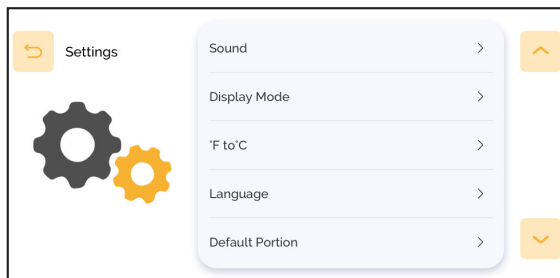 Settings
Sound
Display Mode
°F to°C
Language
Default Portion